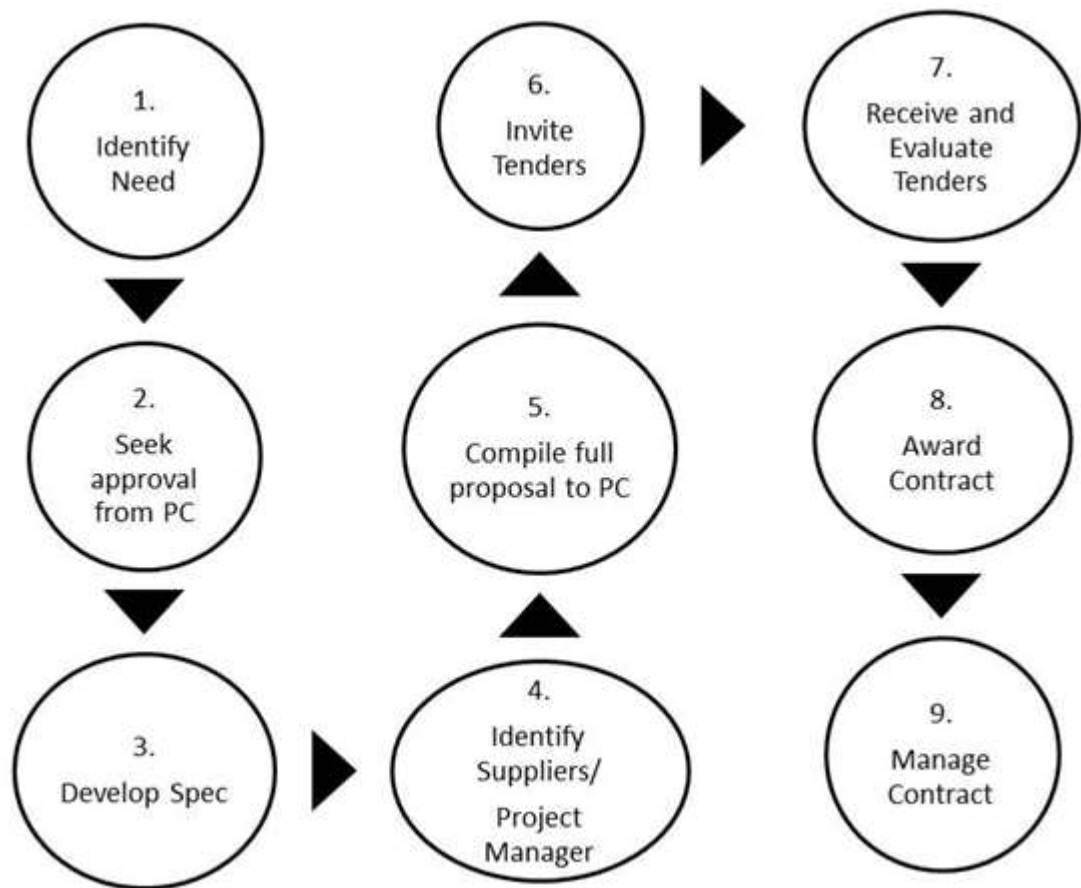 1.
Identify
Need
2.
Seek
approval
from PC
3.
Develop Spec
4.
Identify
Suppliers/
Project
Manager
5.
Compile full
proposal to PC
6.
Invite
Tenders
7.
Receive and
Evaluate
Tenders
8.
Award
Contract
9.
Manage
Contract